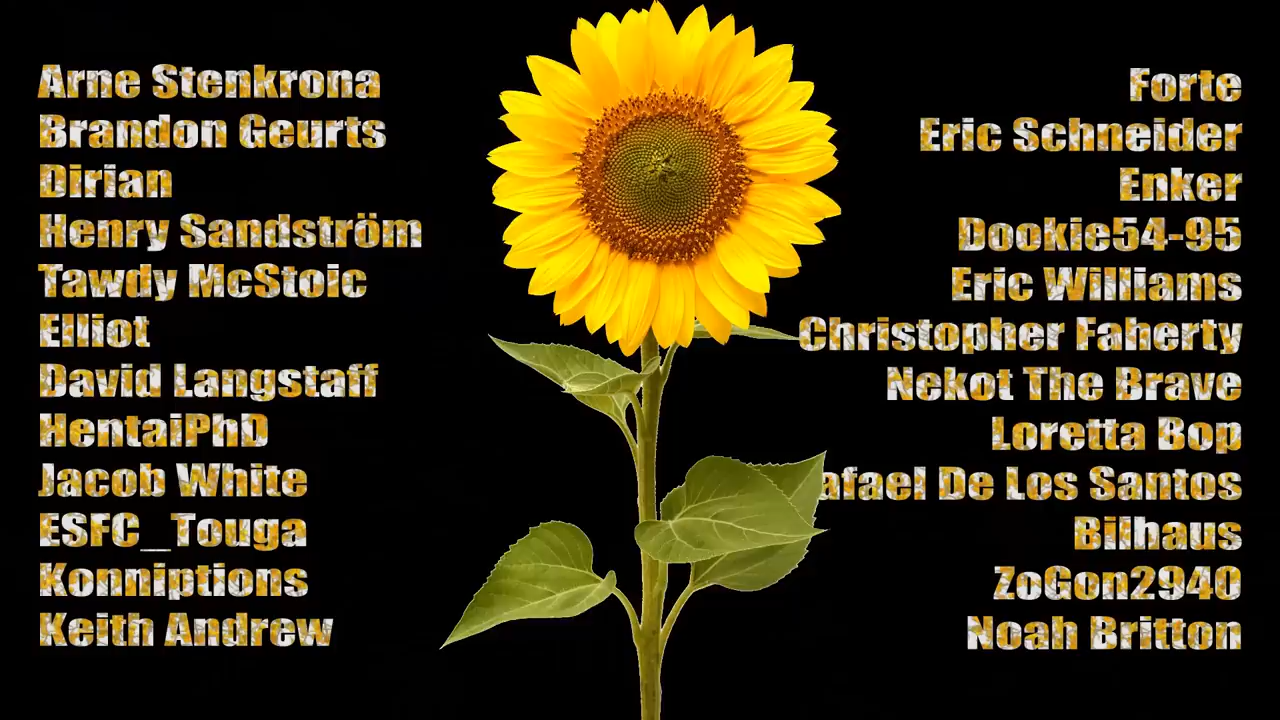 Arne Stenkrona
Brandon Geurts
Dirian
Henry Sandström
Tawdy McStoic
Elliot
David Langstaff
HentaiPhD
Jacob White
ESFC_Touga
Konniptions
Keith Andrew
Forte
Eric Schneider
Enker
Dookie54-95
Eric Williams
Christopher Faherty
Nekot The Brave
Loretta Bop
afael De Los Santos
Bilhaus
ZoGon2940
Noah Britton